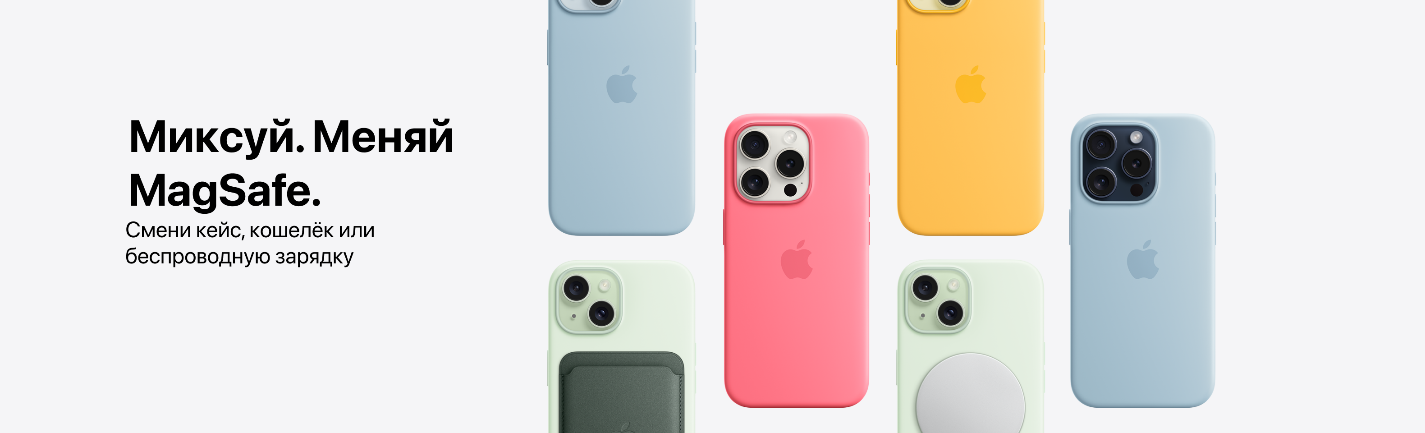 Миксуй. Меняй
MagSafe.
Смени кейс, кошелёк или
беспроводную зарядку